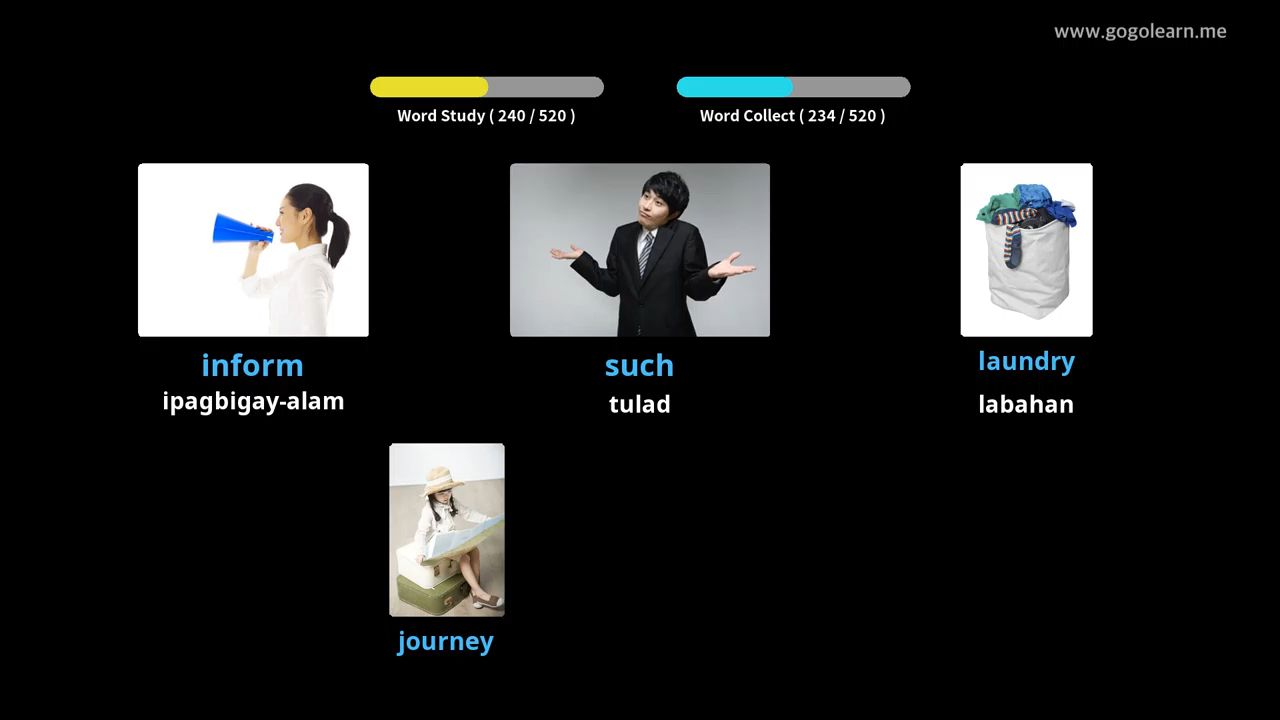 www.gogolearn.me
Word Study ( 240 / 520 )
Word Collect ( 234 / 520 )
inform
ipagbigay-alam
such
tulad
laundry
labahan
journey